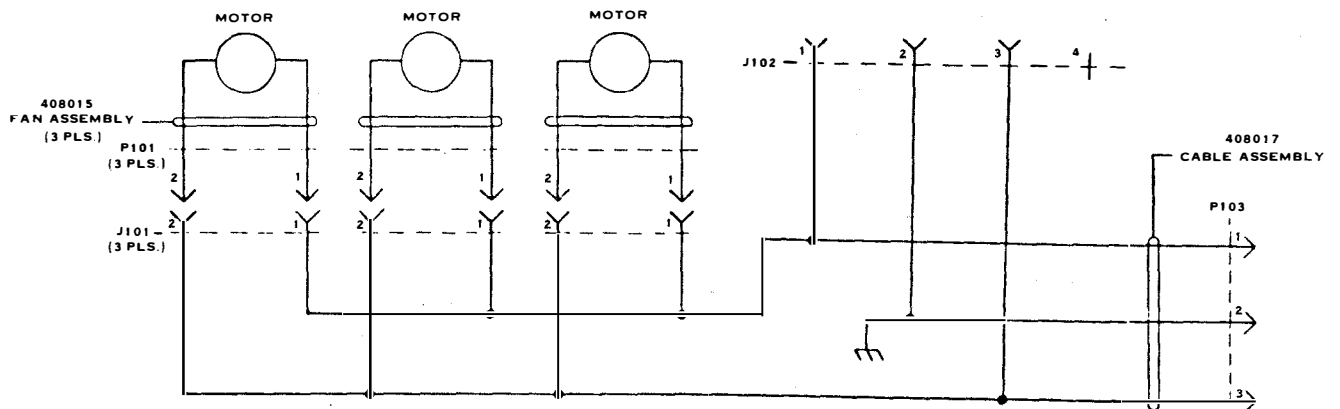 MOTOR MOTOR MOTOR
1 2 3 4
J102
408015
FAN ASSEMBLY
(3 PLS.)
P101
(3 PLS.)
2 1 2 1 2 1
408017
CABLE ASSEMBLY
P103
2 1 2 1 2 1
J101
(3 PLS.)
1
2
3